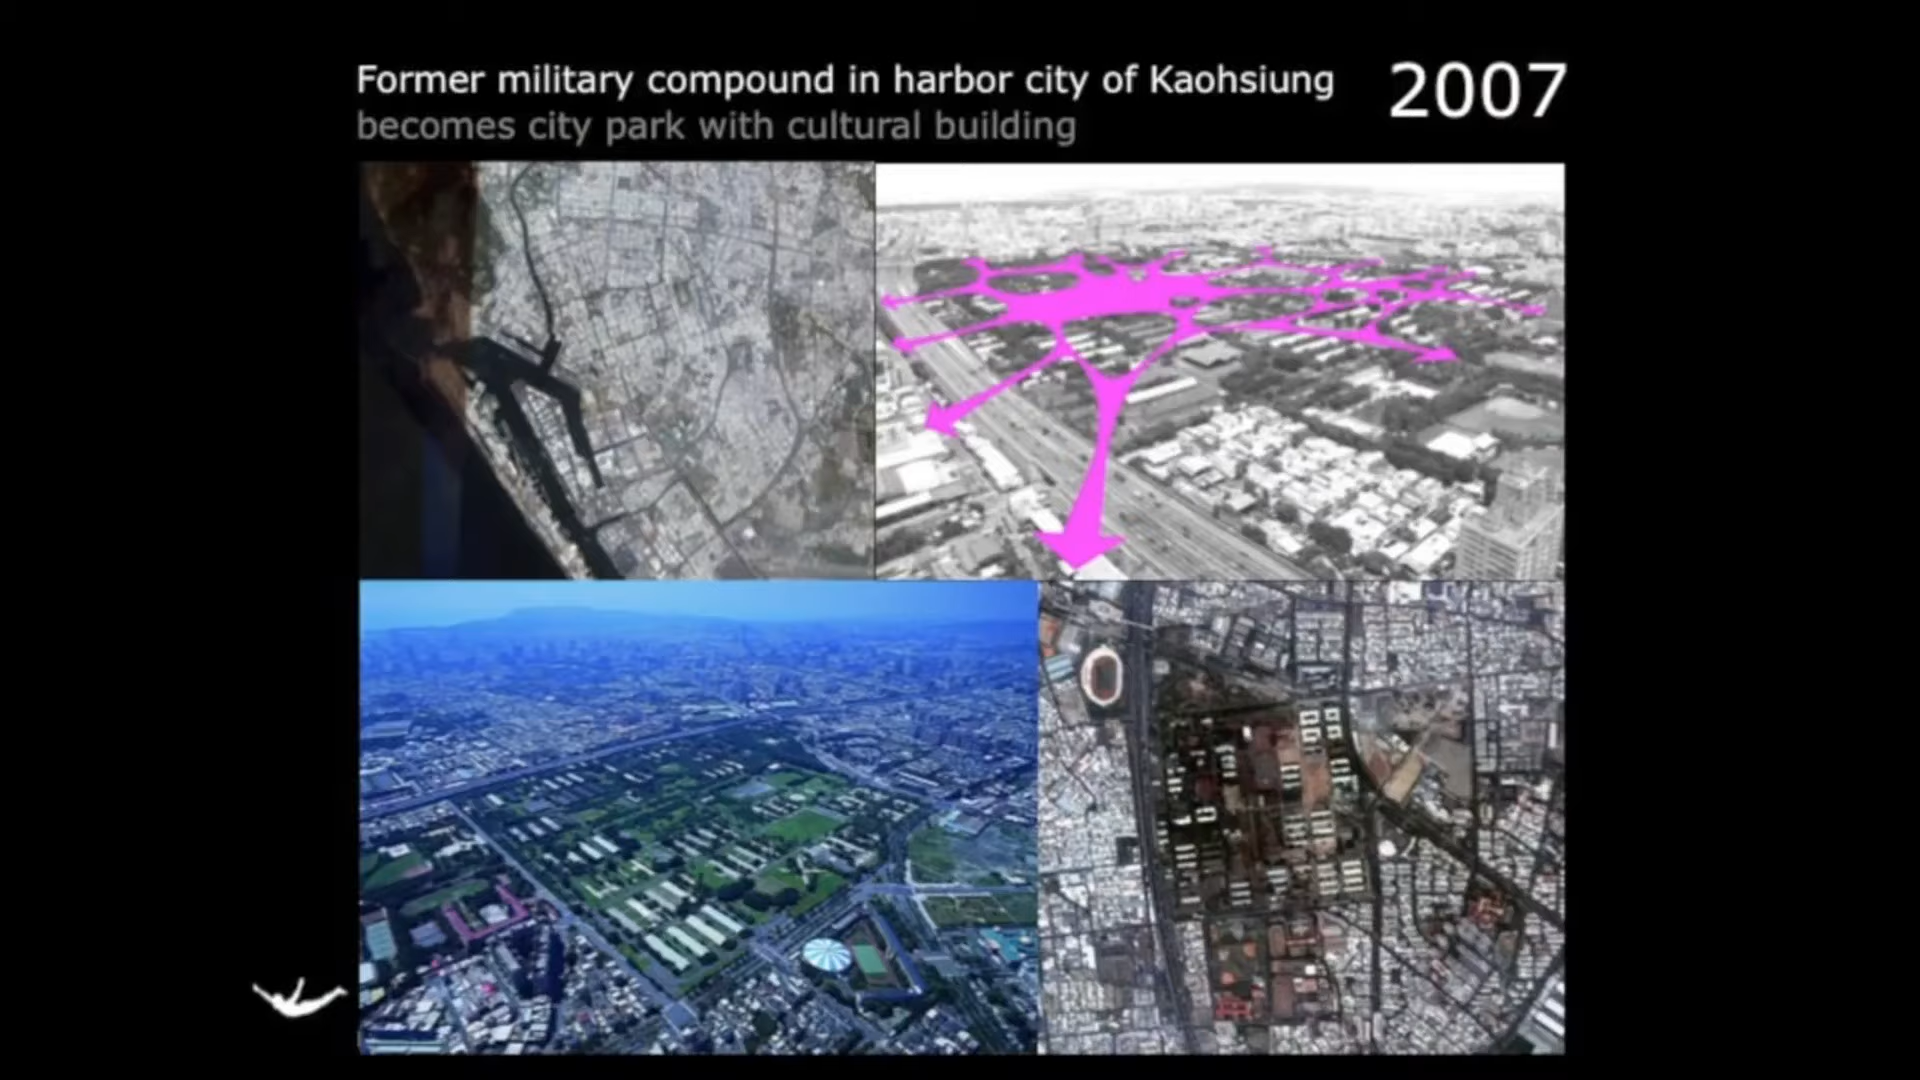 Former military compound in harbor city of Kaohsiung
2007
becomes city park with cultural building